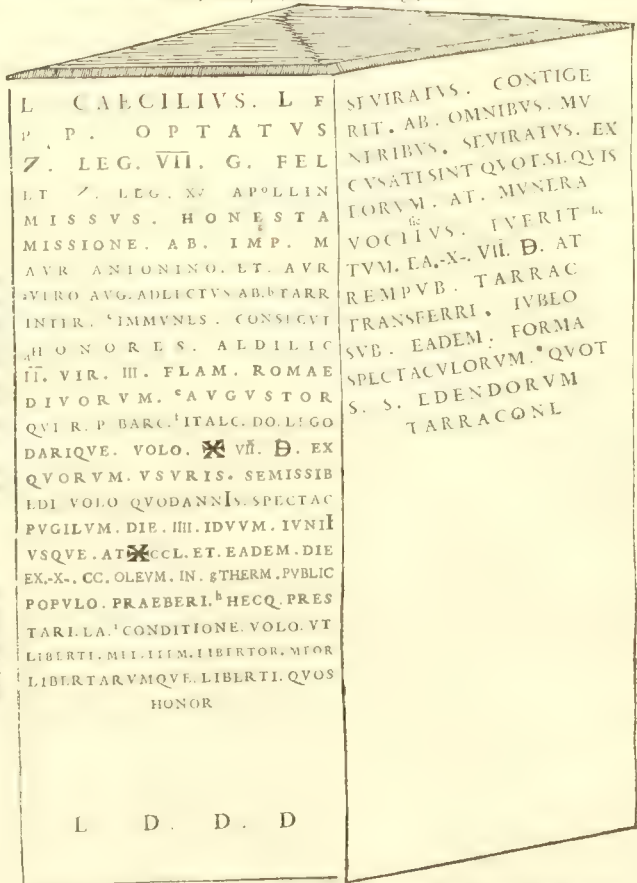 L CAECILIVS. L F
P. P. OPTATVS
7. LEG. VII. G. FEL
ET 7. LEG. XV APOLLIN
MISSVS. HONESTA
MISSIONE. AB. IMP. M
AVR ANTONINO. ET. AVR
VERO AVG. ADLECTVS AB. b TARR
INTER. c IMMVNES. CONSECVT
d HONORES. AEDILIC
II. VIR. III. FLAM. ROMAE
DIVORVM. e AVGVSTOR
QVI R. P BARC. f ITALC. DO. LEGO
DARIQVE. VOLO. ✠ VII. D. EX
QVORVM. VSVRIS. SEMISSIB
EDI VOLO QVODANNIS. SPECTAC
PVGILVM. DIE. IIII. IDVVM. IVNII
VSQVE. AT ✠ CCL. ET. EADEM. DIE
EX.-X-. CC. OLEVM. IN. g THERM. PVBLIC
POPVLO. PRAEBERI. h HECQ. PRES
TARI. EA. i CONDITIONE. VOLO. VT
LIBERTI. MEI. ITEM. LIBERTOR. MEOR
LIBERTARVMQVE. LIBERTI. QVOS
HONOR
L D. D. D
SEVIRATVS. CONTIGE
RIT. AB. OMNIBVS. MV
NERIBVS. SEVIRATVS. EX
CVSATI SINT QVOT. SI. QVIS
EORVM. AT. MVNERA
VOCITVS. FVERIT
TVM. EA.-X-. VII. D. AT
REMPVB. TARRAC
TRANSFERRI. IVBEO
SVB. EADEM. FORMA
SPECTACVLORVM. QVOT
S. S. EDENDORVM
TARRACONE